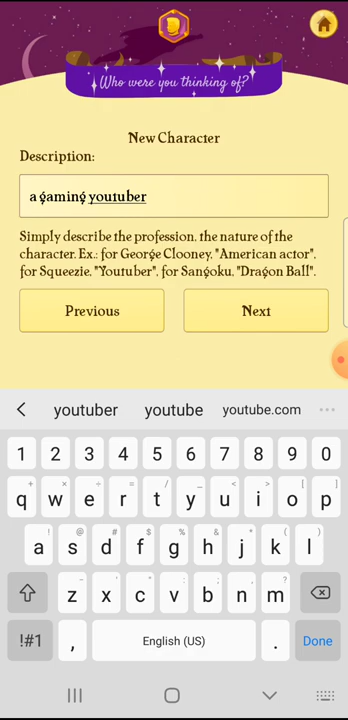 Who were you thinking of?
New Character
Description:
a gaming youtuber
Simply describe the profession, the nature of the
character. Ex.: for George Clooney, "American actor",
for Squeezie, "Youtuber", for Sangoku, "Dragon Ball".
Previous Next
youtuber youtube youtube.com
1 2 3 4 5 6 7 8 9 0
q w e r t y u i o p
a s d f g h j k l
z x c v b n m
!#1 , English (US) . Done